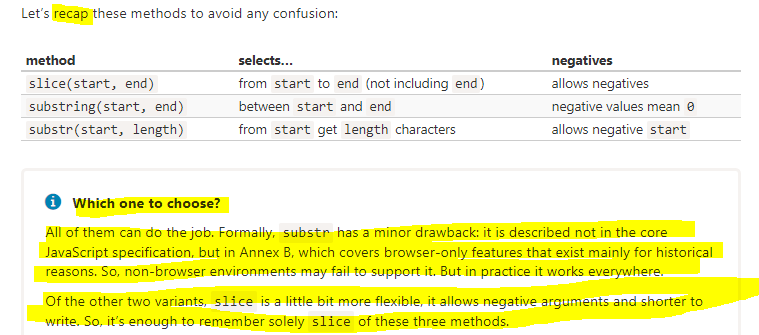 Let's recap these methods to avoid any confusion:
method selects... negatives
slice(start, end) from start to end (not including end) allows negatives
substring(start, end) between start and end negative values mean 0
substr(start, length) from start get length characters allows negative start
Which one to choose?
All of them can do the job. Formally, substr has a minor drawback: it is described not in the core
JavaScript specification, but in Annex B, which covers browser-only features that exist mainly for historical
reasons. So, non-browser environments may fail to support it. But in practice it works everywhere.
Of the other two variants, slice is a little bit more flexible, it allows negative arguments and shorter to
write. So, it's enough to remember solely slice of these three methods.